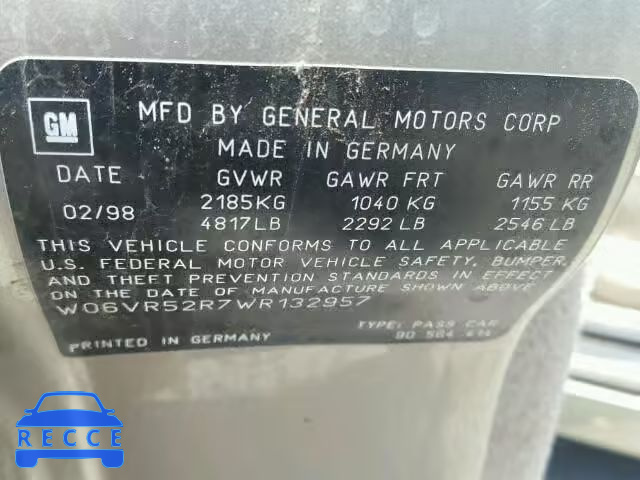 GM
MFD BY GENERAL MOTORS CORP
MADE IN GERMANY
DATE GVWR GAWR FRT GAWR RR
02/98 2185KG 1040 KG 1155 KG
4817LB 2292 LB 2546 LB
THIS VEHICLE CONFORMS TO ALL APPLICABLE
U.S. FEDERAL MOTOR VEHICLE SAFETY, BUMPER,
AND THEFT PREVENTION STANDARDS IN EFFECT
ON THE DATE OF MANUFACTURE SHOWN ABOVE
W06VR52R7WR132957
TYPE: PASS CAR
PRINTED IN GERMANY 90 564
RECCE